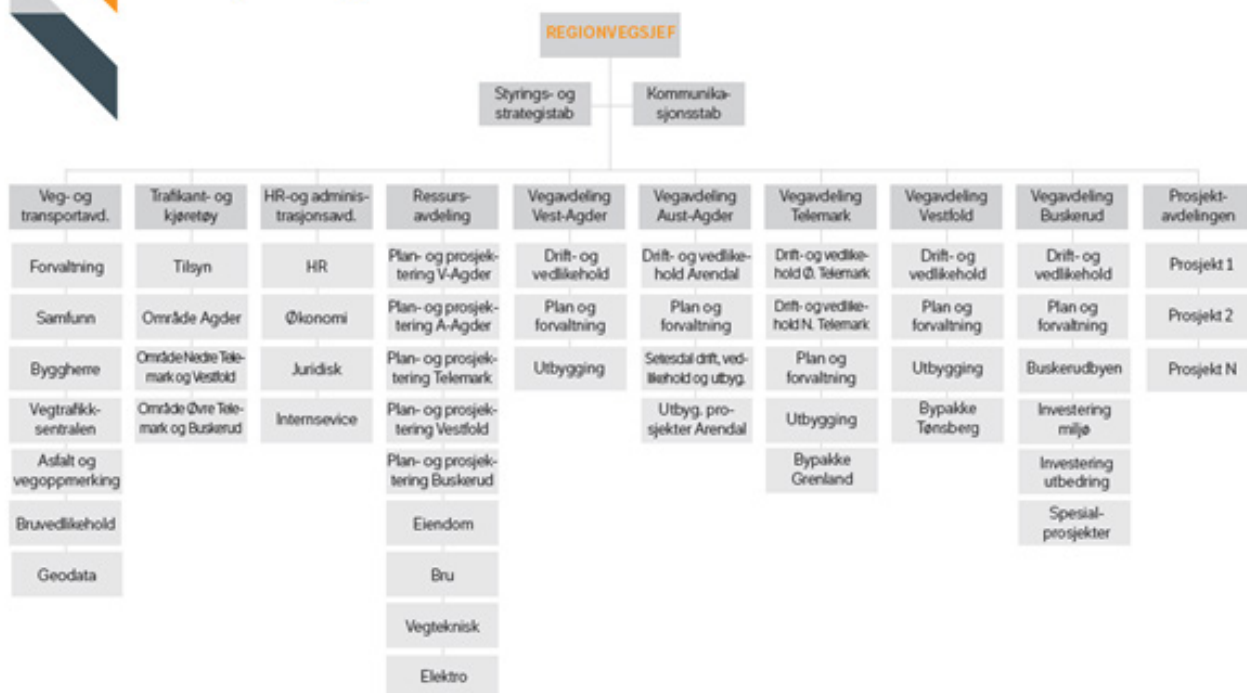 REGIONVEGSJEF
Styrings- og
strategistab
Kommunika-
sjonsstab
Veg- og
transportavd.
Forvaltning
Samfunn
Byggherre
Vegtrafikk-
sentralen
Asfalt og
vegoppmerking
Bruvedlikehold
Geodata
Trafikant- og
kjøretøy
Tilsyn
Område Agder
Område Nedre Tele-
mark og Vestfold
Område Øvre Tele-
mark og Buskerud
HR-og adminis-
trasjonsavd.
HR
Økonomi
Juridisk
Internsevice
Ressurs-
avdeling
Plan- og prosjek-
tering V-Agder
Plan- og prosjek-
tering A-Agder
Plan- og prosjek-
tering Telemark
Plan- og prosjek-
tering Vestfold
Plan- og prosjek-
tering Buskerud
Eiendom
Bru
Vegteknisk
Elektro
Vegavdeling
Vest-Agder
Drift- og
vedlikehold
Plan og
forvaltning
Utbygging
Vegavdeling
Aust-Agder
Drift- og vedlike-
hold Arendal
Plan og
forvaltning
Setesdal drift, ved-
likehold og utbyg.
Utbyg. pro-
sjekter Arendal
Vegavdeling
Telemark
Drift- og vedlike-
hold Ø. Telemark
Drift- og vedlike-
hold N. Telemark
Plan og
forvaltning
Utbygging
Bypakke
Grenland
Vegavdeling
Vestfold
Drift- og
vedlikehold
Plan og
forvaltning
Utbygging
Bypakke
Tønsberg
Vegavdeling
Buskerud
Drift- og
vedlikehold
Plan og
forvaltning
Buskerudbyen
Investering
miljø
Investering
utbedring
Spesial-
prosjekter
Prosjekt-
avdelingen
Prosjekt 1
Prosjekt 2
Prosjekt N